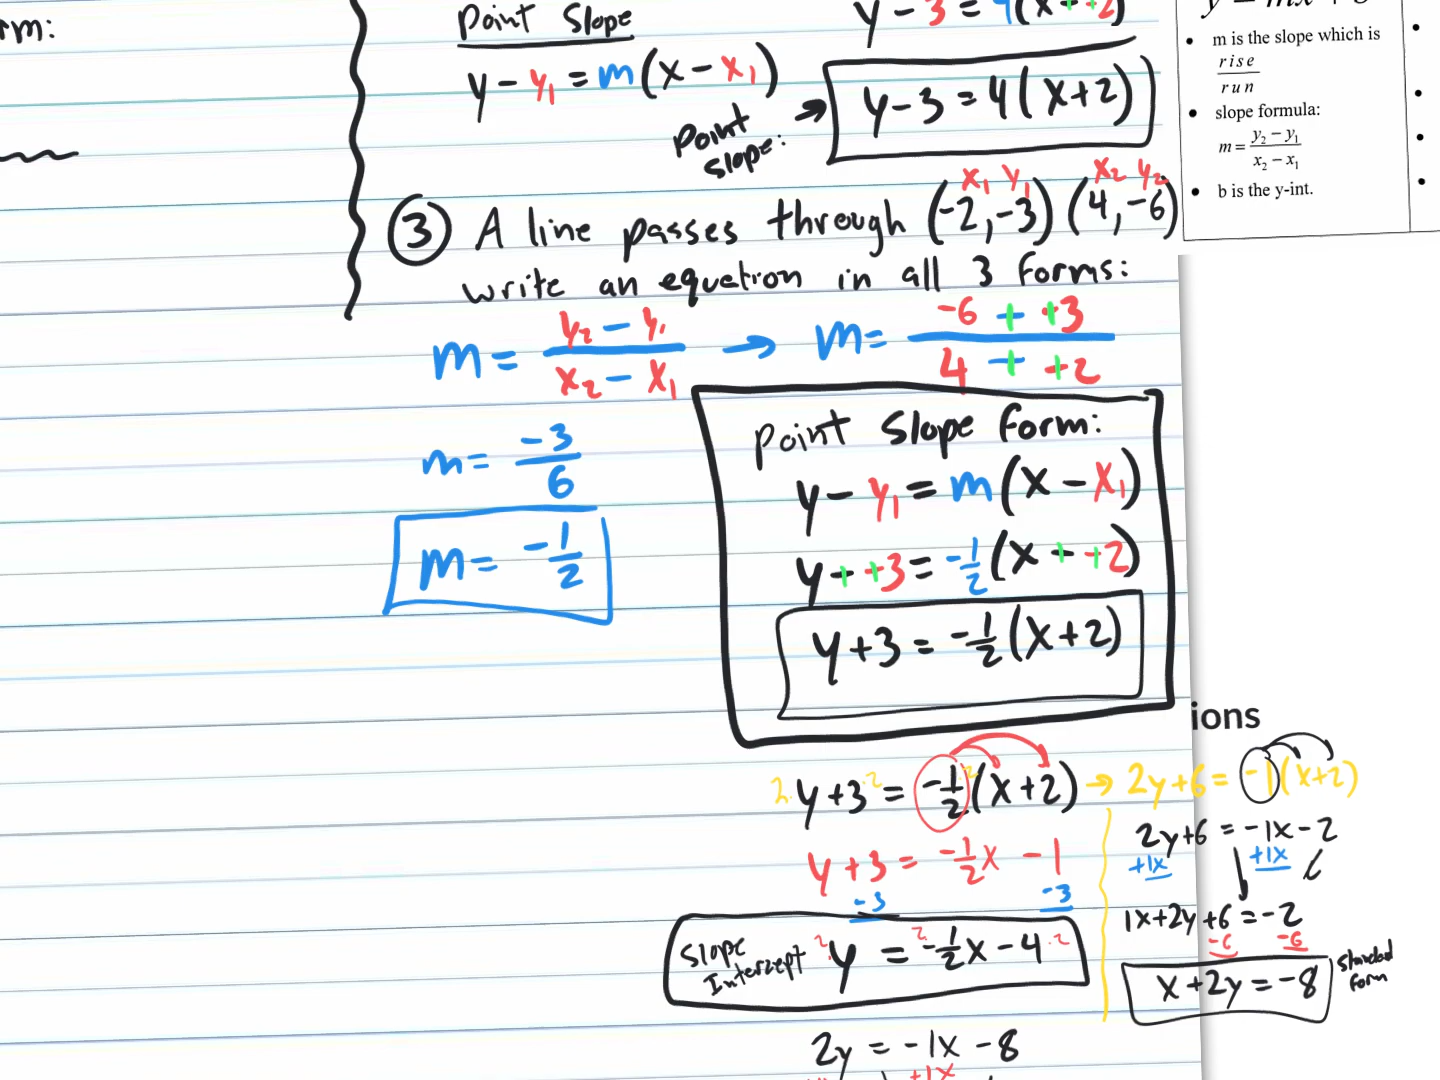 rm:
Point Slope
y - y₁ = m(x - x₁)
y - 3 = 4(x + +2)
Point Slope: → y - 3 = 4(x + 2)
y = mx +
• m is the slope which is rise/run
• slope formula:
m = (y₂ - y₁)/(x₂ - x₁)
• b is the y-int.
x₁ y₁ x₂ y₂
③ A line passes through (-2, -3) (4, -6)
write an equation in all 3 forms:
m = (y₂ - y₁)/(x₂ - x₁) → m = (-6 + +3)/(4 + +2)
m = -3/6
m = -1/2
Point Slope Form:
y - y₁ = m(x - x₁)
y + +3 = -1/2(x + +2)
y + 3 = -1/2(x + 2)
ions
2· y + 3 ·2 = -1/2 ·2 (x + 2) → 2y + 6 = -1(x + 2)
y + 3 = -1/2x - 1
-3 -3
Slope Intercept 2· y = 2· -1/2x - 4 ·2
2y = -1x - 8
+1x
2y + 6 = -1x - 2
+1x +1x
1x + 2y + 6 = -2
-6 -6
x + 2y = -8 Standard form